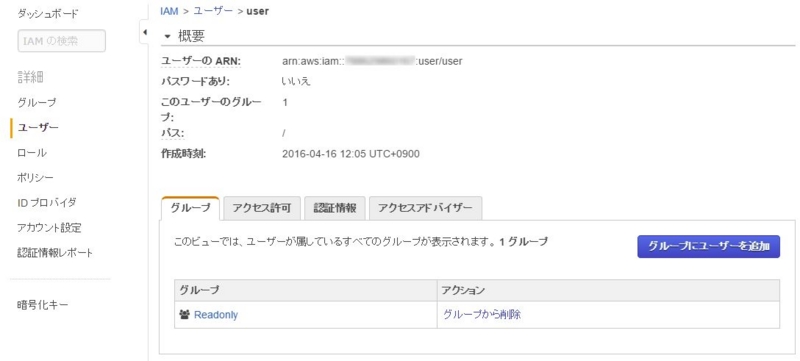 ダッシュボード
IAM の検索
詳細
グループ
ユーザー
ロール
ポリシー
ID プロバイダ
アカウント設定
認証情報レポート
暗号化キー
IAM > ユーザー > user
概要
ユーザーの ARN: arn:aws:iam:: :user/user
パスワードあり: いいえ
このユーザーのグルー 1
プ:
パス: /
作成時刻: 2016-04-16 12:05 UTC+0900
グループ アクセス許可 認証情報 アクセスアドバイザー
このビューでは、ユーザーが属しているすべてのグループが表示されます。 1 グループ グループにユーザーを追加
グループ アクション
Readonly グループから削除